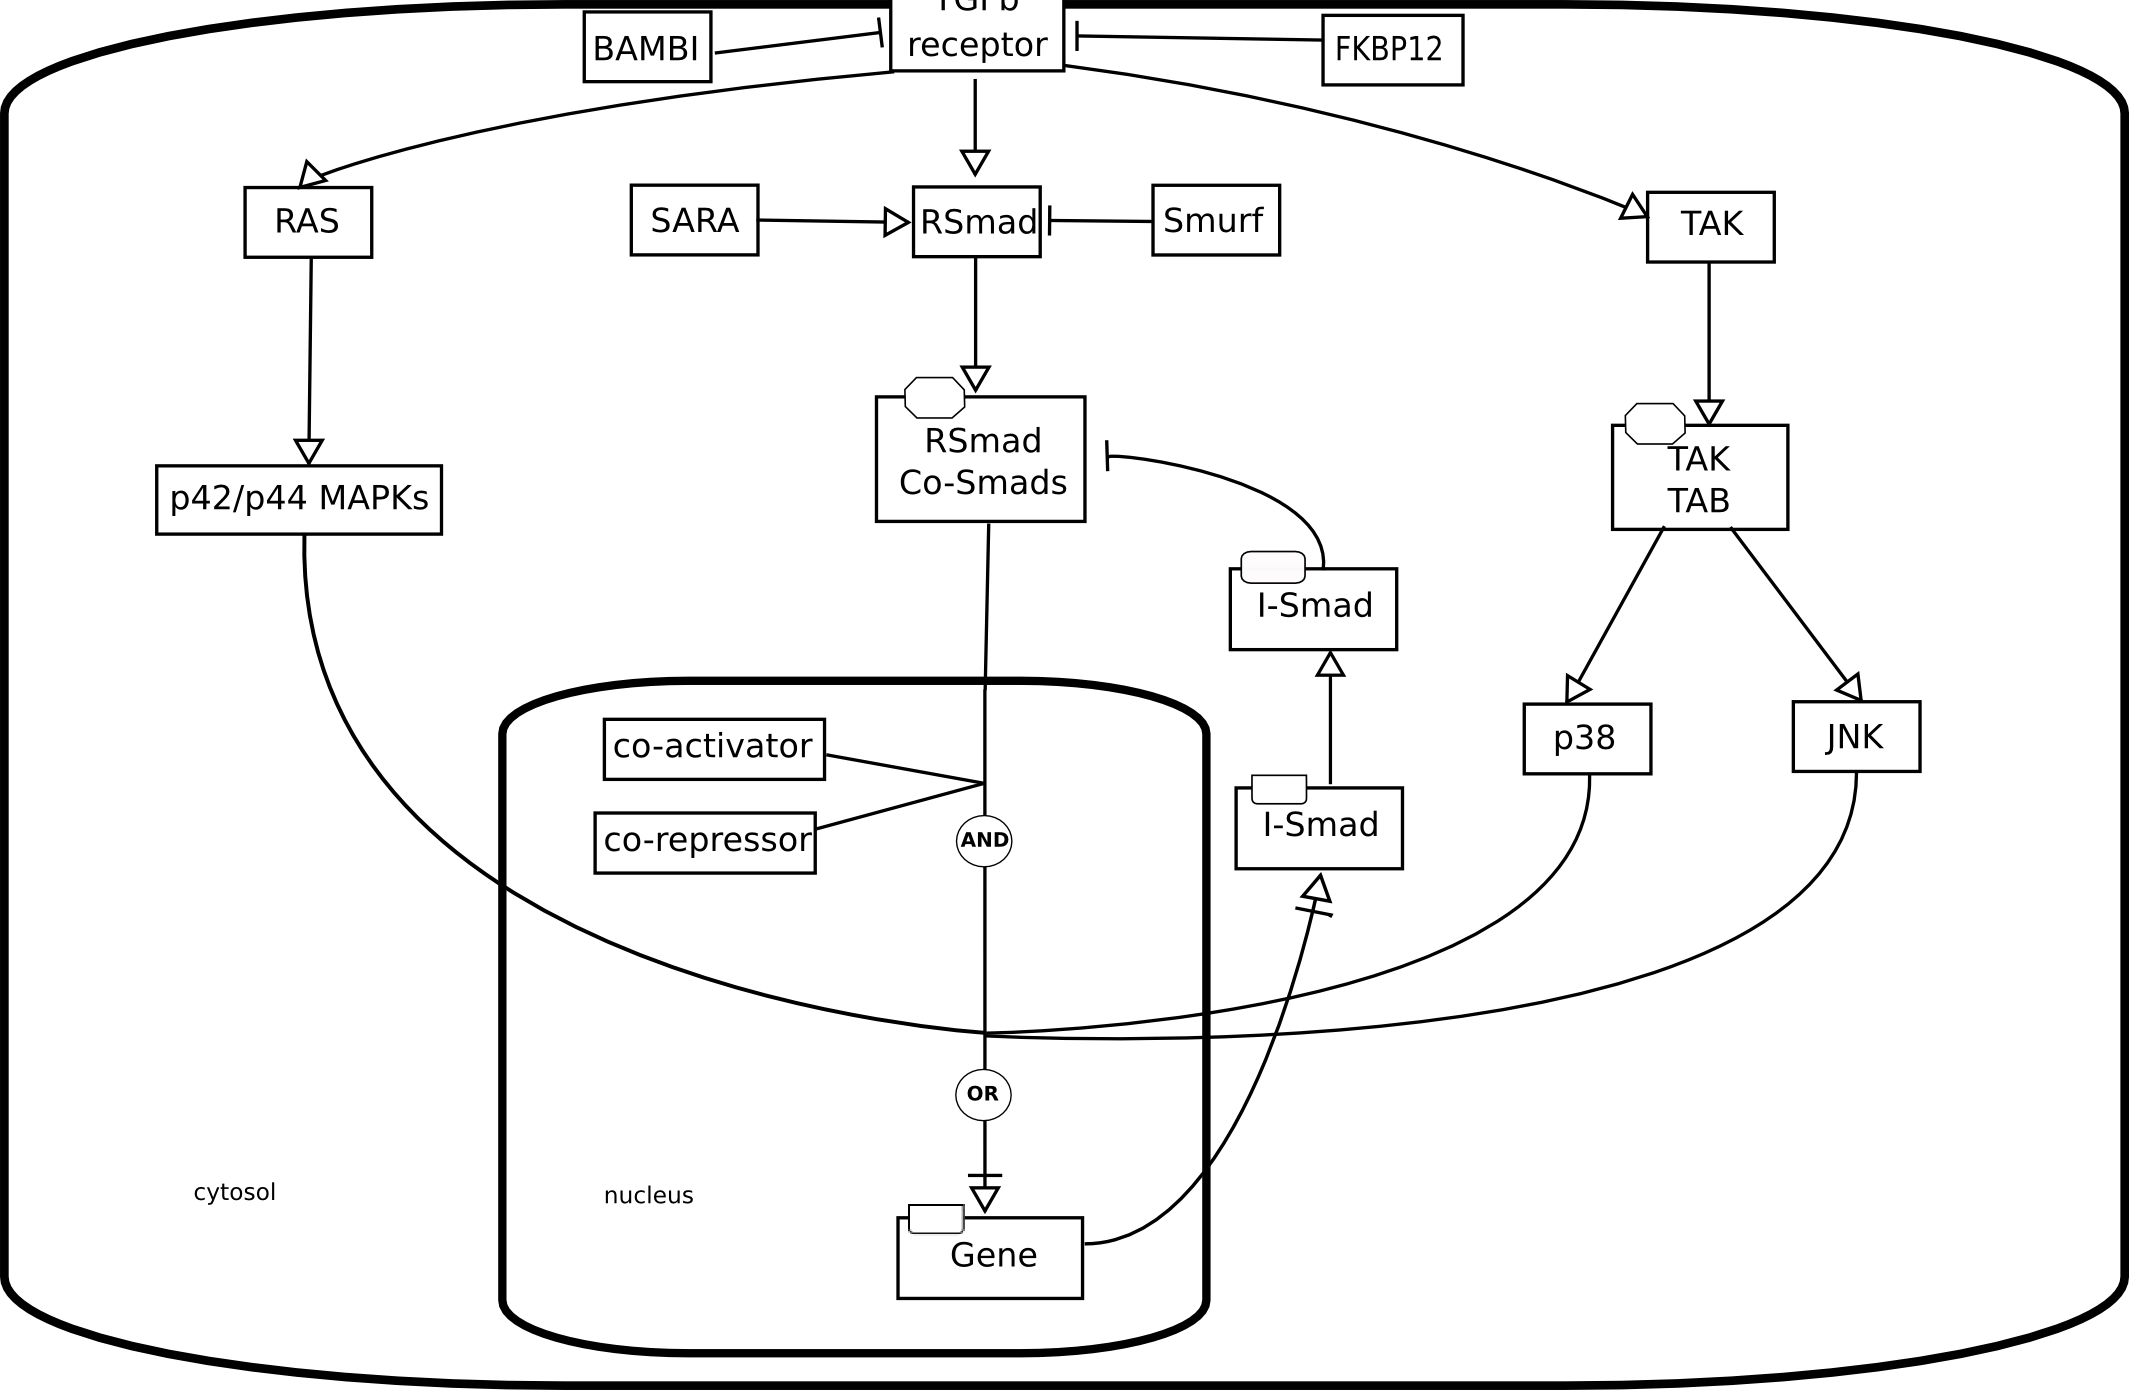 receptor
BAMBI
FKBP12
RAS
SARA
RSmad
Smurf
TAK
RSmad
Co-Smads
TAK
TAB
p42/p44 MAPKs
I-Smad
co-activator
p38
JNK
co-repressor
AND
I-Smad
OR
cytosol
nucleus
Gene